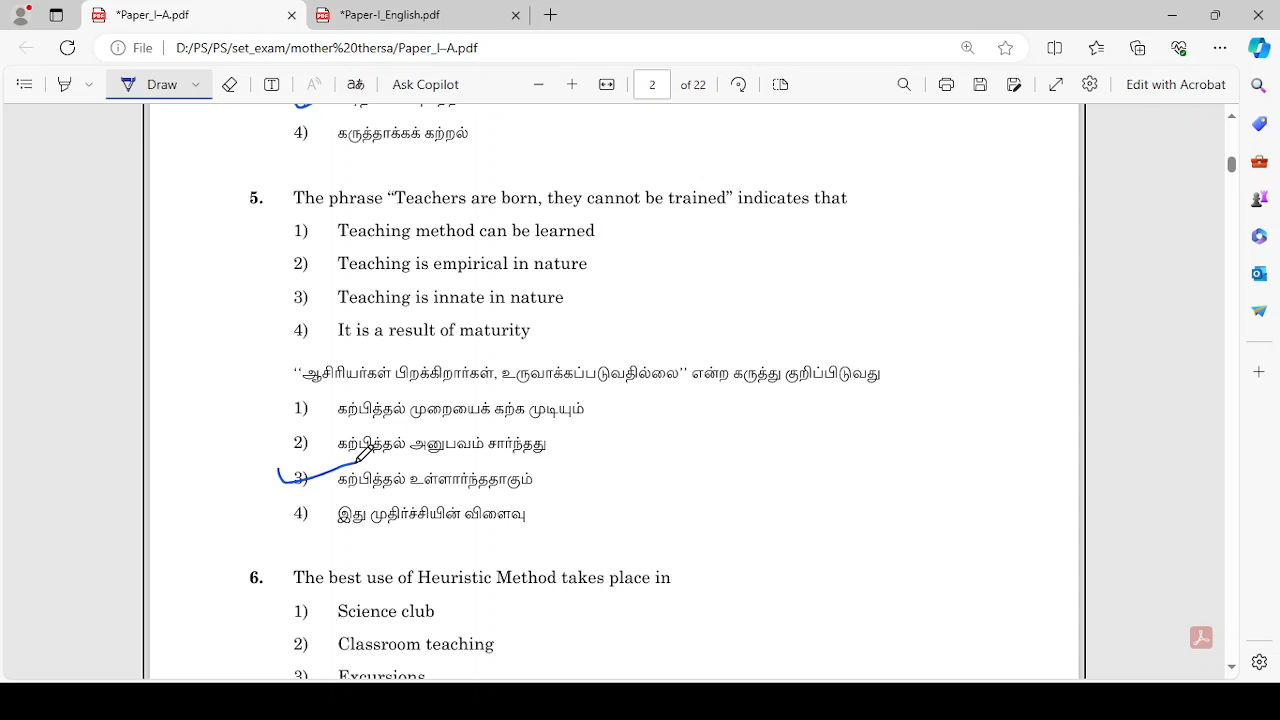 *Paper_I–A.pdf
*Paper-I_English.pdf
File
D:/PS/PS/set_exam/mother%20thersa/Paper_I–A.pdf
Draw
Ask Copilot
2
of 22
Edit with Acrobat
4) கருத்தாக்கக் கற்றல்
5. The phrase “Teachers are born, they cannot be trained” indicates that
1) Teaching method can be learned
2) Teaching is empirical in nature
3) Teaching is innate in nature
4) It is a result of maturity
‘‘ஆசிரியர்கள் பிறக்கிறார்கள், உருவாக்கப்படுவதில்லை’’ என்ற கருத்து குறிப்பிடுவது
1) கற்பித்தல் முறையைக் கற்க முடியும்
2) கற்பித்தல் அனுபவம் சார்ந்தது
3) கற்பித்தல் உள்ளார்ந்ததாகும்
4) இது முதிர்ச்சியின் விளைவு
6. The best use of Heuristic Method takes place in
1) Science club
2) Classroom teaching
3) Excursions